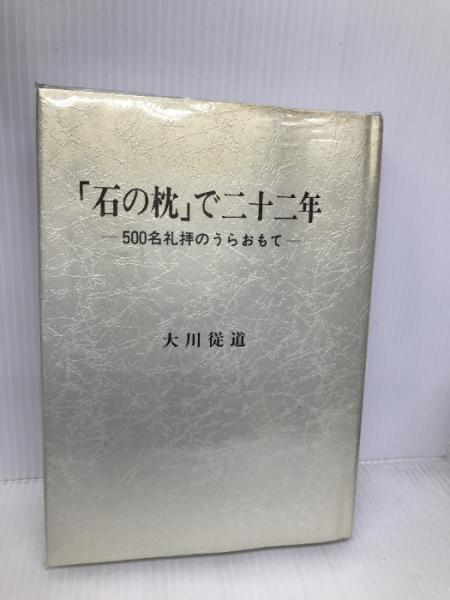 「石の枕」で二十二年
―500名礼拝のうらおもて―
大川従道